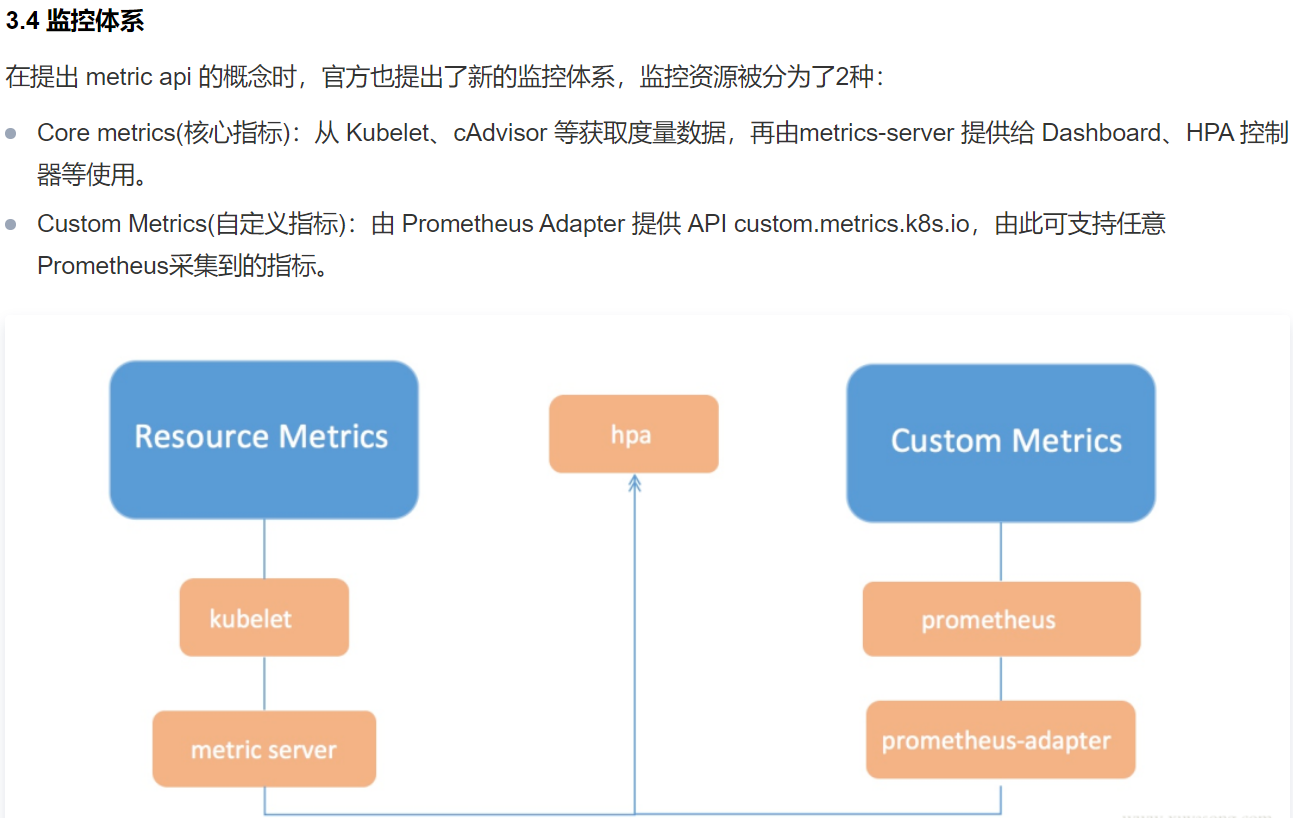 3.4 监控体系
在提出 metric api 的概念时，官方也提出了新的监控体系，监控资源被分为了2种：
Core metrics(核心指标)：从 Kubelet、cAdvisor 等获取度量数据，再由metrics-server 提供给 Dashboard、HPA 控制
器等使用。
Custom Metrics(自定义指标)：由 Prometheus Adapter 提供 API custom.metrics.k8s.io，由此可支持任意
Prometheus采集到的指标。
Resource Metrics
hpa
Custom Metrics
kubelet
prometheus
metric server
prometheus-adapter